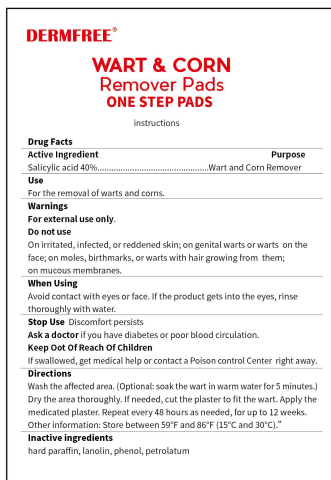 DERMFREE®
WART & CORN
Remover Pads
ONE STEP PADS
instructions
Drug Facts
Active Ingredient Purpose
Salicylic acid 40%..................................................Wart and Corn Remover
Use
For the removal of warts and corns.
Warnings
For external use only.
Do not use
On irritated, infected, or reddened skin; on genital warts or warts on the
face; on moles, birthmarks, or warts with hair growing from them;
on mucous membranes.
When Using
Avoid contact with eyes or face. If the product gets into the eyes, rinse
thoroughly with water.
Stop Use Discomfort persists
Ask a doctor if you have diabetes or poor blood circulation.
Keep Oot Of Reach Of Children
If swallowed, get medical help or contact a Poison control Center right away.
Directions
Wash the affected area. (Optional: soak the wart in warm water for 5 minutes.)
Dry the area thoroughly. If needed, cut the plaster to fit the wart. Apply the
medicated plaster. Repeat every 48 hours as needed, for up to 12 weeks.
Other information: Store between 59°F and 86°F (15°C and 30°C)."
Inactive ingredients
hard paraffin, lanolin, phenol, petrolatum